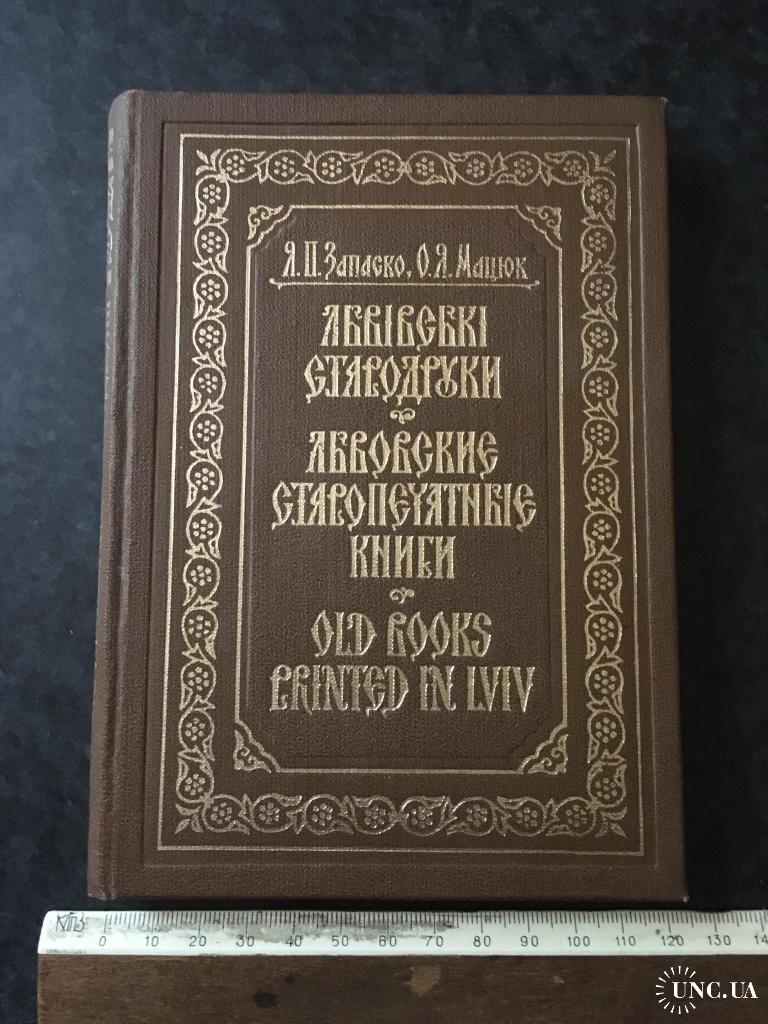 Я.П.Запаско, О.Я.Мацюк
ЛЬВІВСЬКІ
СТАРОДРУКИ
ЛЬВОВСКИЕ
СТАРОПЕЧАТНЫЕ
КНИГИ
OLD BOOKS
PRINTED IN LVIV
0 10 20 30 40 50 60 70 80 90 100 110 120 130
UNC.UA